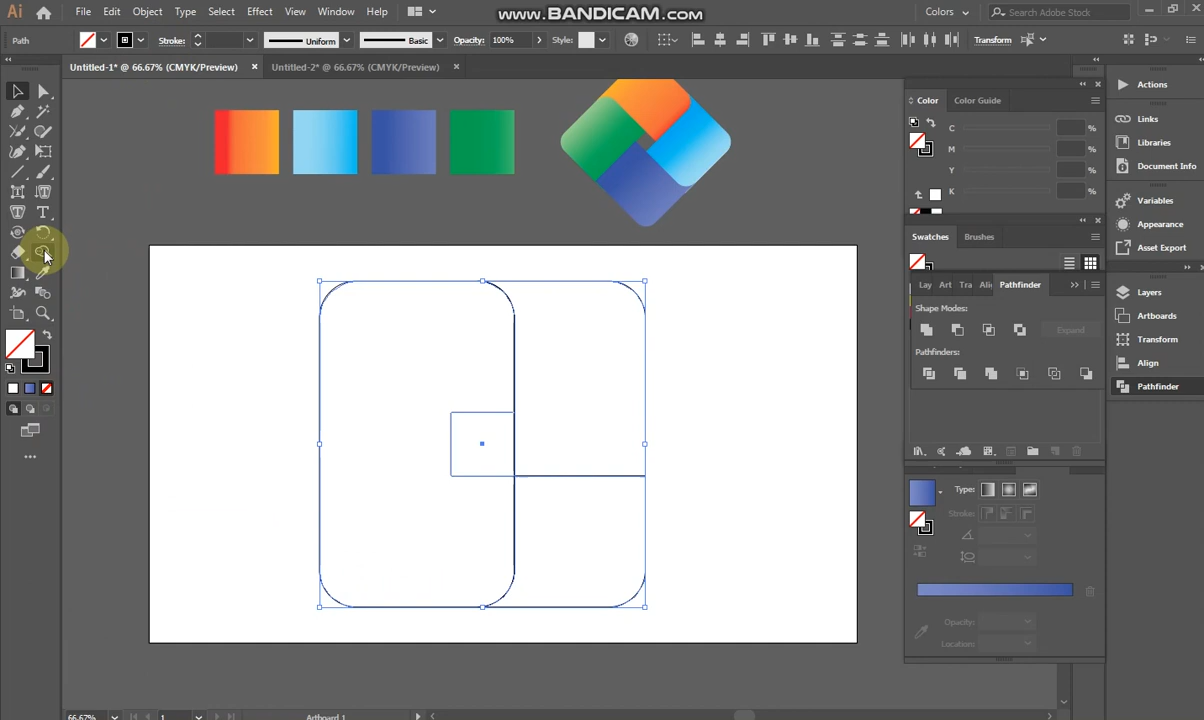 Ai File Edit Object Type Select Effect View Window Help www.BANDICAM.com Colors Search Adobe Stock
Path Stroke: Uniform Basic Opacity: 100% Style: Transform
Untitled-1* @ 66.67% (CMYK/Preview) × Untitled-2* @ 66.67% (CMYK/Preview) ×
Color Color Guide
C %
M %
Y %
K %
Swatches Brushes
Lay Art Tra Ali Pathfinder
Shape Modes:
Expand
Pathfinders:
Type:
Stroke:
Opacity:
Location:
Actions
Links
Libraries
Document Info
Variables
Appearance
Asset Export
Layers
Artboards
Transform
Align
Pathfinder
66.67% 1 Artboard 1